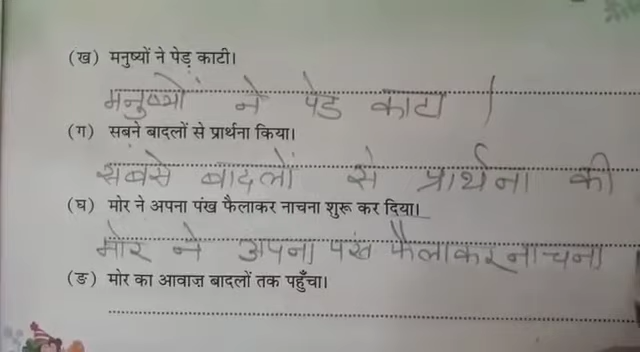 (ख) मनुष्यों ने पेड़ काटी।
मनुष्यों ने पेड काटा ।
(ग) सबने बादलों से प्रार्थना किया।
सबसे बादलों से प्रार्थना की
(घ) मोर ने अपना पंख फैलाकर नाचना शुरू कर दिया।
मोर ने अपना पंख फैलाकर नाचना
(ङ) मोर का आवाज़ बादलों तक पहुँचा।